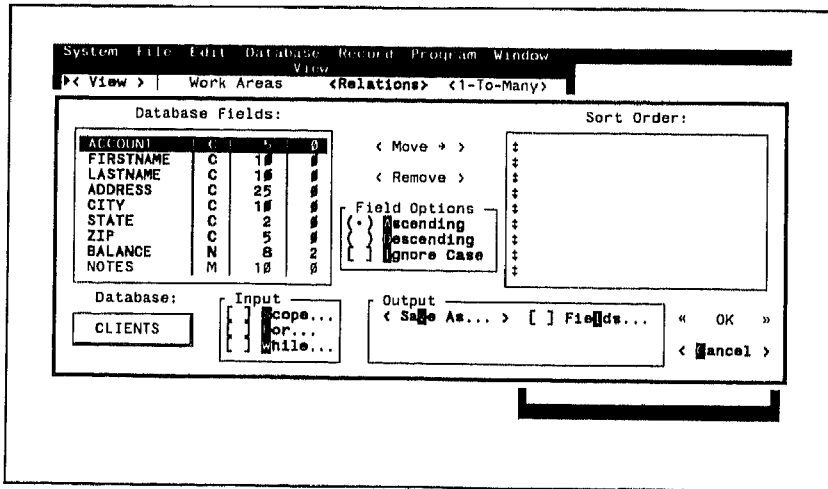 System File Edit Database Record Program Window
View
< View > Work Areas <Relations> <1-To-Many>
Database Fields: Sort Order:
ACCOUNT C 5 0
FIRSTNAME C 10 0
LASTNAME C 10 0
ADDRESS C 25 0
CITY C 10 0
STATE C 2 0
ZIP C 5 0
BALANCE N 8 2
NOTES M 10 0
< Move → >
< Remove >
Field Options
(•) Ascending
( ) Descending
[ ] Ignore Case
Database:
CLIENTS
Input
[ ] Scope...
[ ] For...
[ ] While...
Output
< Save As... > [ ] Fields...
« OK »
< Cancel >